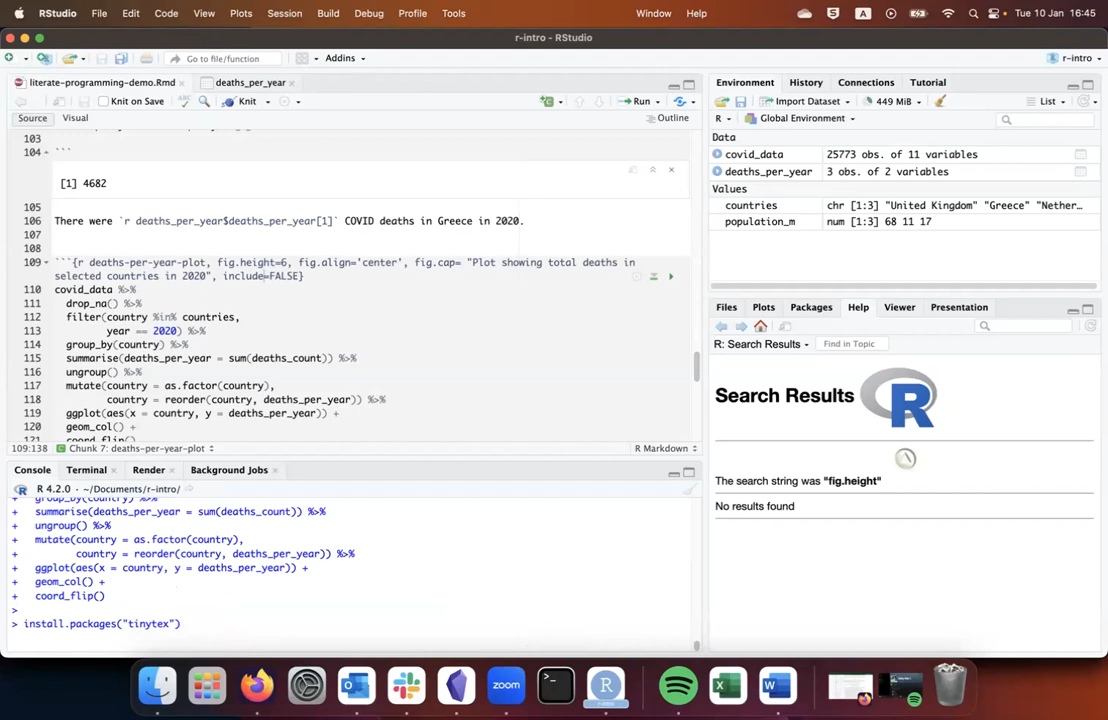 RStudio File Edit Code View Plots Session Build Debug Profile Tools Window Help A Tue 10 Jan 16:45
r-intro - RStudio
Go to file/function Addins r-intro
literate-programming-demo.Rmd deaths_per_year
Knit on Save Knit Run
Source Visual Outline
103
104 ```
[1] 4682
105
106 There were `r deaths_per_year$deaths_per_year[1]` COVID deaths in Greece in 2020.
107
108
109 ```{r deaths-per-year-plot, fig.height=6, fig.align='center', fig.cap= "Plot showing total deaths in
selected countries in 2020", include=FALSE}
110 covid_data %>%
111 drop_na() %>%
112 filter(country %in% countries,
113 year == 2020) %>%
114 group_by(country) %>%
115 summarise(deaths_per_year = sum(deaths_count)) %>%
116 ungroup() %>%
117 mutate(country = as.factor(country),
118 country = reorder(country, deaths_per_year)) %>%
119 ggplot(aes(x = country, y = deaths_per_year)) +
120 geom_col() +
121 coord_flip()
109:138 Chunk 7: deaths-per-year-plot R Markdown
Console Terminal Render Background Jobs
R 4.2.0 · ~/Documents/r-intro/
+ group_by(country) %>%
+ summarise(deaths_per_year = sum(deaths_count)) %>%
+ ungroup() %>%
+ mutate(country = as.factor(country),
+ country = reorder(country, deaths_per_year)) %>%
+ ggplot(aes(x = country, y = deaths_per_year)) +
+ geom_col() +
+ coord_flip()
>
> install.packages("tinytex")
Environment History Connections Tutorial
Import Dataset 449 MiB List
R Global Environment
Data
covid_data 25773 obs. of 11 variables
deaths_per_year 3 obs. of 2 variables
Values
countries chr [1:3] "United Kingdom" "Greece" "Nether…
population_m num [1:3] 68 11 17
Files Plots Packages Help Viewer Presentation
R: Search Results Find in Topic
Search Results R
The search string was "fig.height"
No results found
zoom